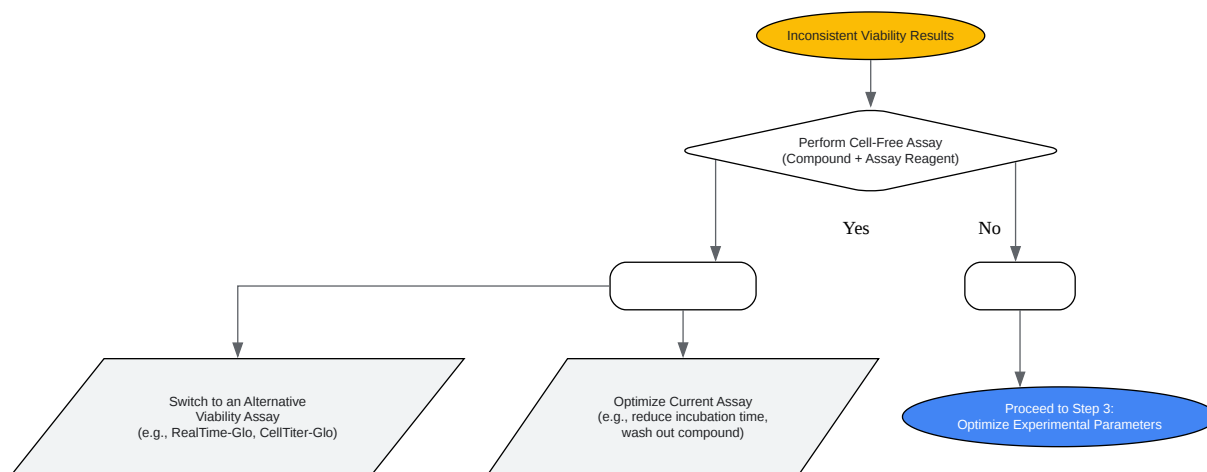 Inconsistent Viability Results
Perform Cell-Free Assay
(Compound + Assay Reagent)
Yes
No
Switch to an Alternative
Viability Assay
(e.g., RealTime-Glo, CellTiter-Glo)
Optimize Current Assay
(e.g., reduce incubation time,
wash out compound)
Proceed to Step 3:
Optimize Experimental Parameters